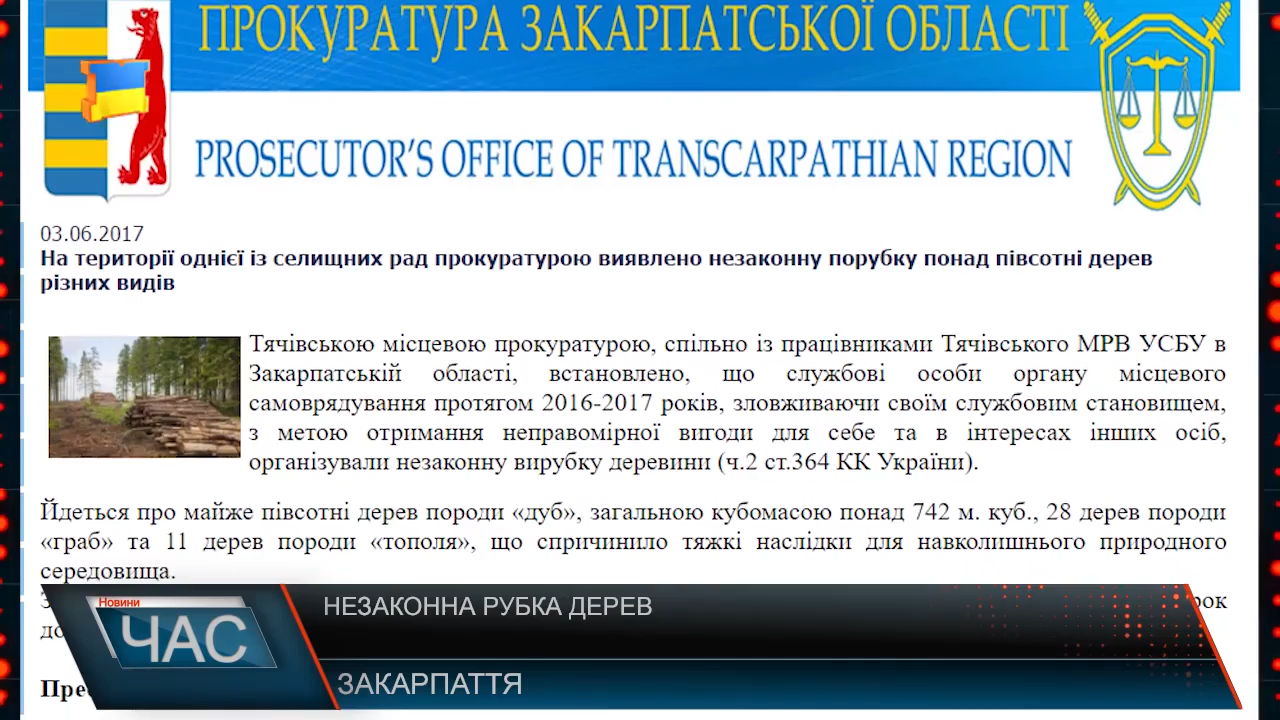 ПРОКУРАТУРА ЗАКАРПАТСЬКОЇ ОБЛАСТІ
PROSECUTOR'S OFFICE OF TRANSCARPATHIAN REGION
03.06.2017
На території однієї із селищних рад прокуратурою виявлено незаконну порубку понад півсотні дерев
різних видів
Тячівською місцевою прокуратурою, спільно із працівниками Тячівського МРВ УСБУ в
Закарпатській області, встановлено, що службові особи органу місцевого
самоврядування протягом 2016-2017 років, зловживаючи своїм службовим становищем,
з метою отримання неправомірної вигоди для себе та в інтересах інших осіб,
організували незаконну вирубку деревини (ч.2 ст.364 КК України).
Йдеться про майже півсотні дерев породи «дуб», загальною кубомасою понад 742 м. куб., 28 дерев породи
«граб» та 11 дерев породи «тополя», що спричинило тяжкі наслідки для навколишнього природного
середовища.
Новини
ЧАС
НЕЗАКОННА РУБКА ДЕРЕВ
ЗАКАРПАТТЯ